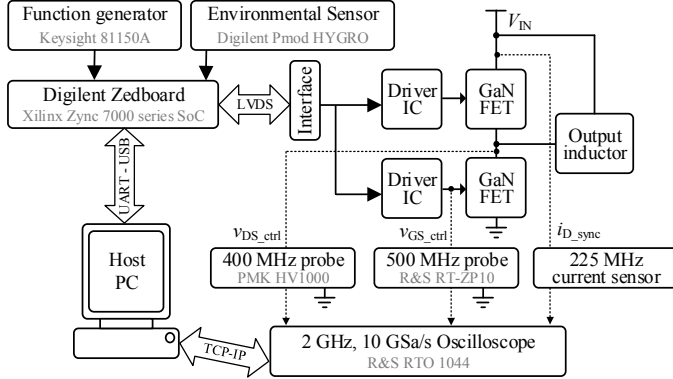 Function generator
Keysight 81150A
Environmental Sensor
Digilent Pmod HYGRO
V_IN
Digilent Zedboard
Xilinx Zync 7000 series SoC
LVDS
Interface
Driver
IC
GaN
FET
Output
inductor
UART - USB
Driver
IC
GaN
FET
v_DS_ctrl
v_GS_ctrl
i_D_sync
Host
PC
400 MHz probe
PMK HV1000
500 MHz probe
R&S RT-ZP10
225 MHz
current sensor
TCP-IP
2 GHz, 10 GSa/s Oscilloscope
R&S RTO 1044